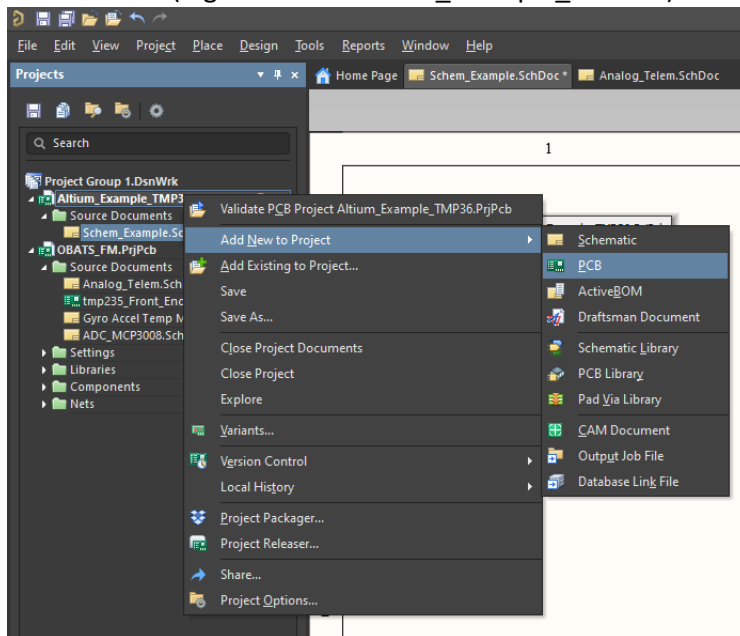 File Edit View Project Place Design Tools Reports Window Help
Projects
Home Page Schem_Example.SchDoc * Analog_Telem.SchDoc
Search
1
Project Group 1.DsnWrk
Altium_Example_TMP3
Source Documents
Schem_Example.Sc
OBATS_FM.PrjPcb
Source Documents
Analog_Telem.Sch
tmp235_Front_Enc
Gyro Accel Temp M
ADC_MCP3008.Sch
Settings
Libraries
Components
Nets
Validate PCB Project Altium_Example_TMP36.PrjPcb
Add New to Project
Add Existing to Project...
Save
Save As...
Close Project Documents
Close Project
Explore
Variants...
Version Control
Local History
Project Packager...
Project Releaser...
Share...
Project Options...
Schematic
PCB
ActiveBOM
Draftsman Document
Schematic Library
PCB Library
Pad Via Library
CAM Document
Output Job File
Database Link File